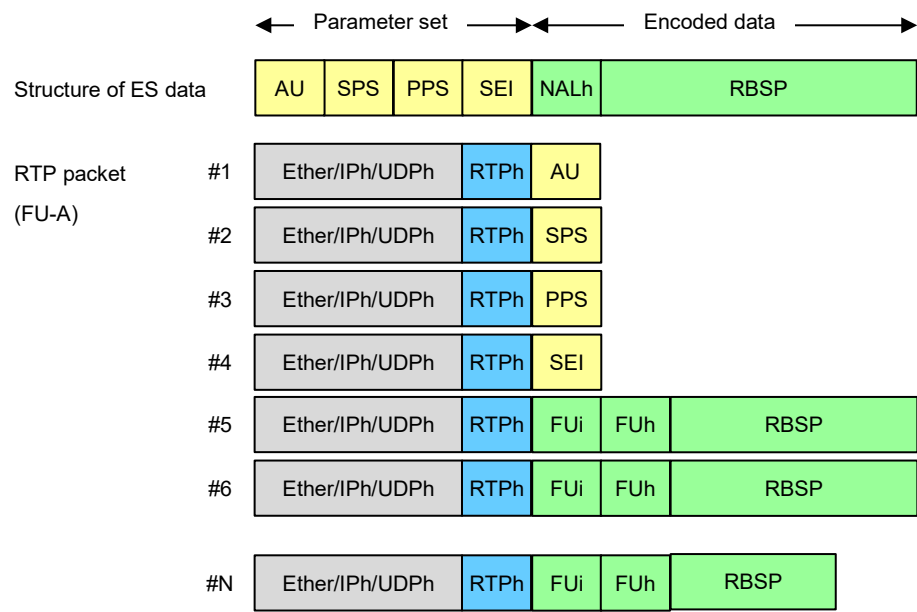 Parameter set Encoded data
Structure of ES data AU SPS PPS SEI NALh RBSP
RTP packet #1 Ether/IPh/UDPh RTPh AU
(FU-A)
#2 Ether/IPh/UDPh RTPh SPS
#3 Ether/IPh/UDPh RTPh PPS
#4 Ether/IPh/UDPh RTPh SEI
#5 Ether/IPh/UDPh RTPh FUi FUh RBSP
#6 Ether/IPh/UDPh RTPh FUi FUh RBSP
#N Ether/IPh/UDPh RTPh FUi FUh RBSP